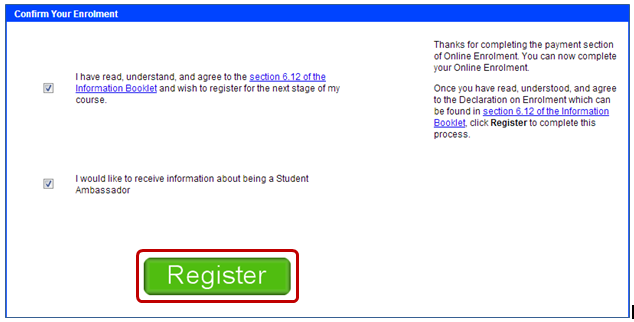 Confirm Your Enrolment
I have read, understand, and agree to the section 6.12 of the
Information Booklet and wish to register for the next stage of my
course.
Thanks for completing the payment section
of Online Enrolment. You can now complete
your Online Enrolment.
Once you have read, understood, and agree
to the Declaration on Enrolment which can
be found in section 6.12 of the Information
Booklet, click Register to complete this
process.
I would like to receive information about being a Student
Ambassador
Register